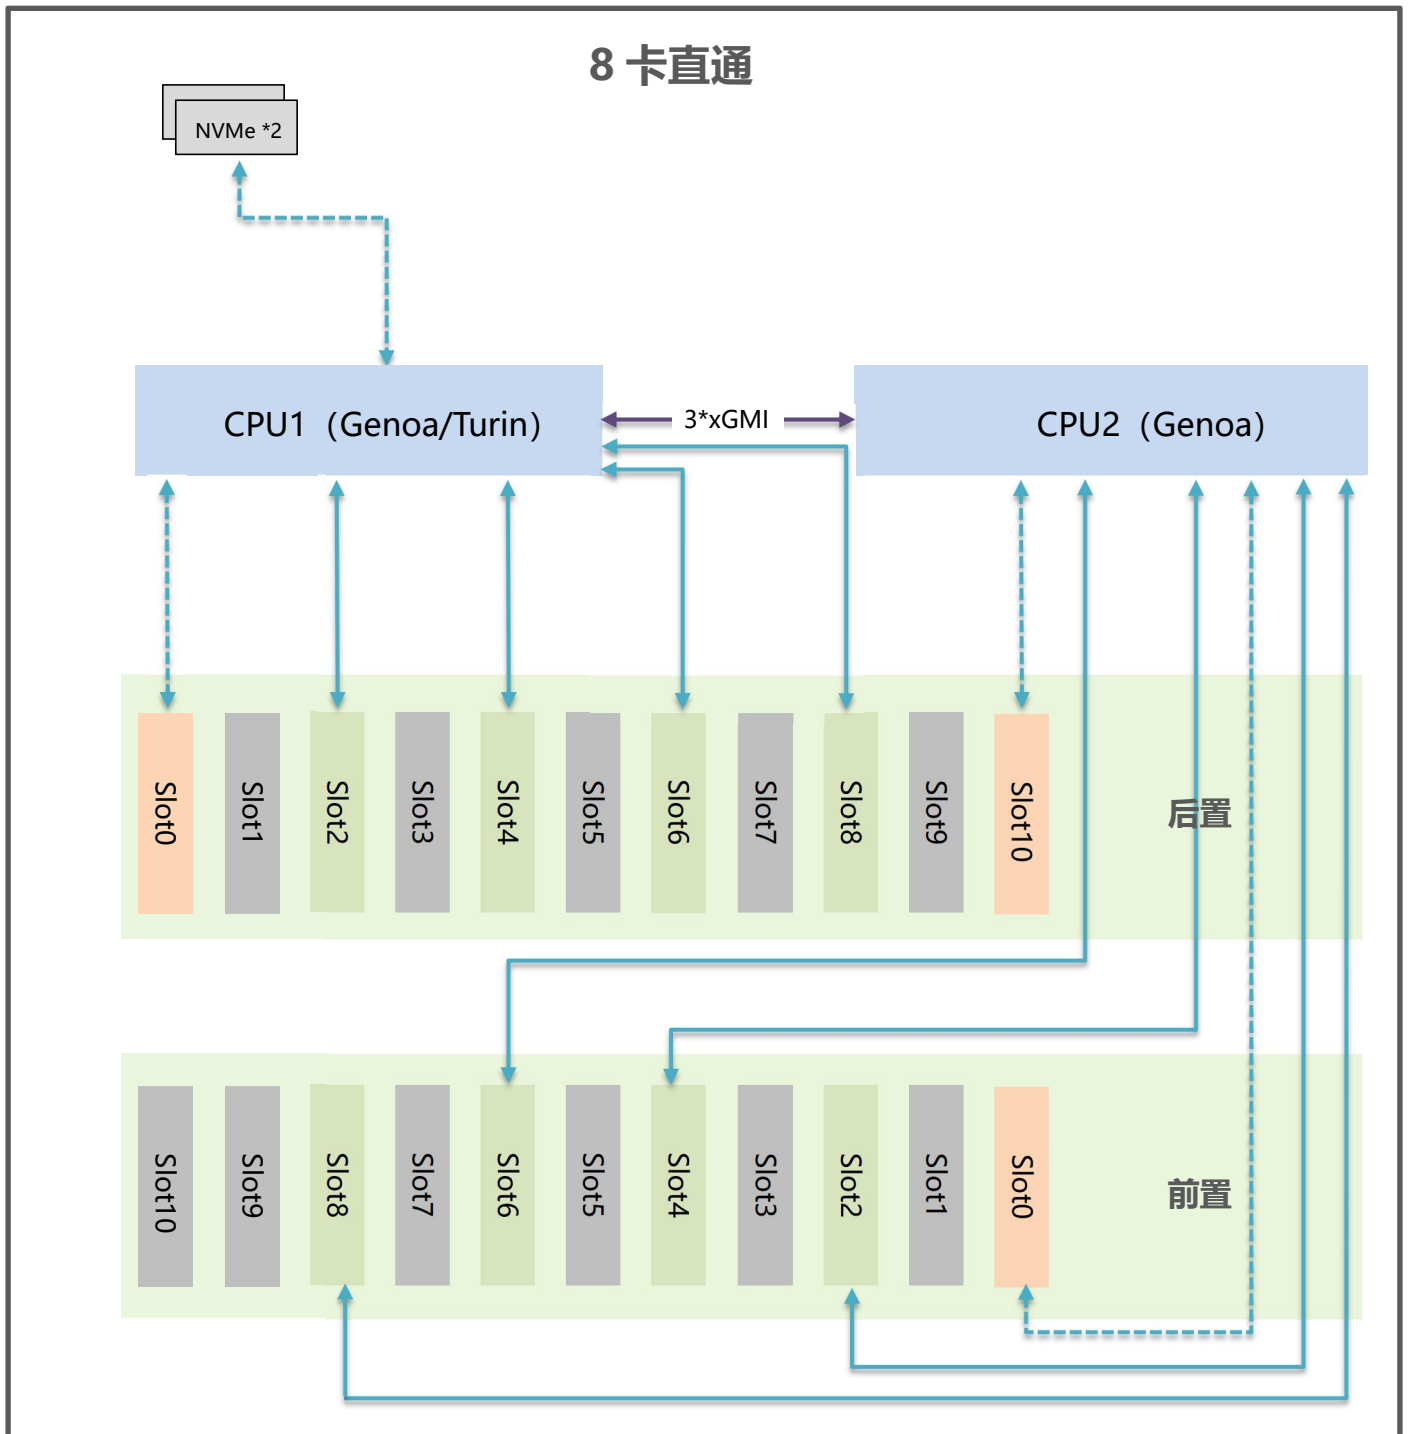 8 卡直通
NVMe *2
CPU1（Genoa/Turin）
3*xGMI
CPU2（Genoa）
Slot0
Slot1
Slot2
Slot3
Slot4
Slot5
Slot6
Slot7
Slot8
Slot9
Slot10
后置
Slot10
Slot9
Slot8
Slot7
Slot6
Slot5
Slot4
Slot3
Slot2
Slot1
Slot0
前置